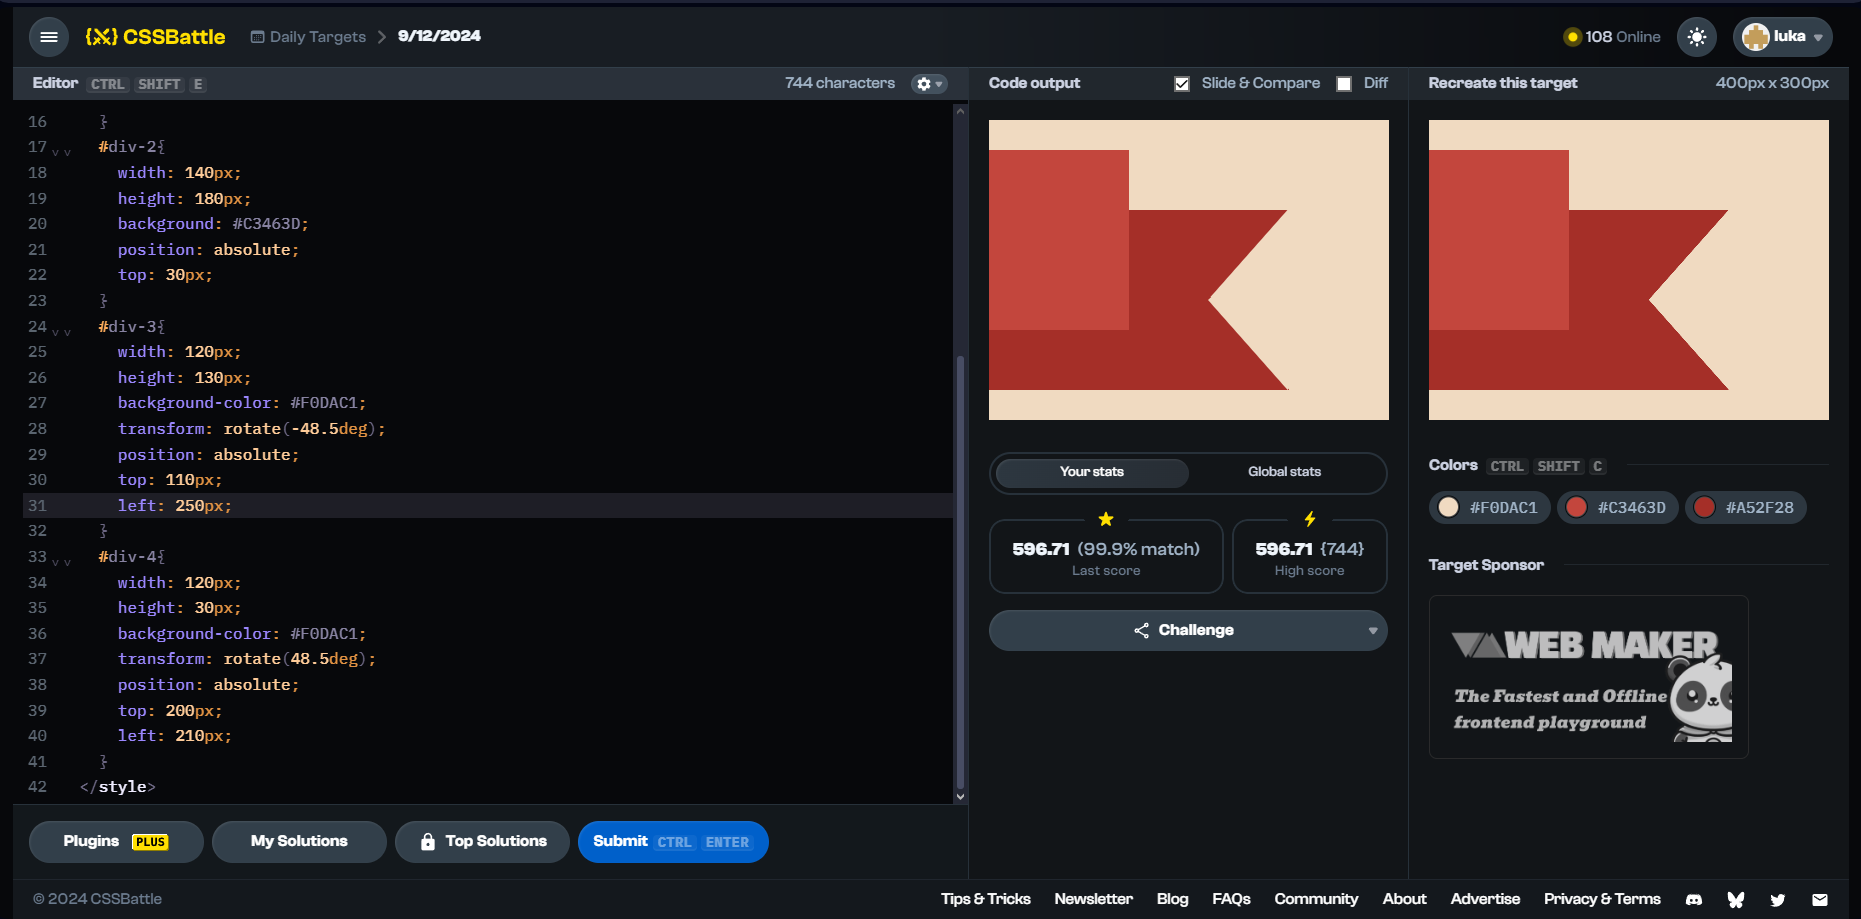 CSSBattle
Daily Targets
9/12/2024
108 Online
luka
Editor CTRL SHIFT E
744 characters
16 }
17 #div-2{
18 width: 140px;
19 height: 180px;
20 background: #C3463D;
21 position: absolute;
22 top: 30px;
23 }
24 #div-3{
25 width: 120px;
26 height: 130px;
27 background-color: #F0DAC1;
28 transform: rotate(-48.5deg);
29 position: absolute;
30 top: 110px;
31 left: 250px;
32 }
33 #div-4{
34 width: 120px;
35 height: 30px;
36 background-color: #F0DAC1;
37 transform: rotate(48.5deg);
38 position: absolute;
39 top: 200px;
40 left: 210px;
41 }
42 </style>
Plugins PLUS
My Solutions
Top Solutions
Submit CTRL ENTER
Code output
Slide & Compare
Diff
Your stats
Global stats
596.71 (99.9% match)
Last score
596.71 {744}
High score
Challenge
Recreate this target
400px x 300px
Colors CTRL SHIFT C
#F0DAC1
#C3463D
#A52F28
Target Sponsor
WEB MAKER
The Fastest and Offline
frontend playground
© 2024 CSSBattle
Tips & Tricks
Newsletter
Blog
FAQs
Community
About
Advertise
Privacy & Terms